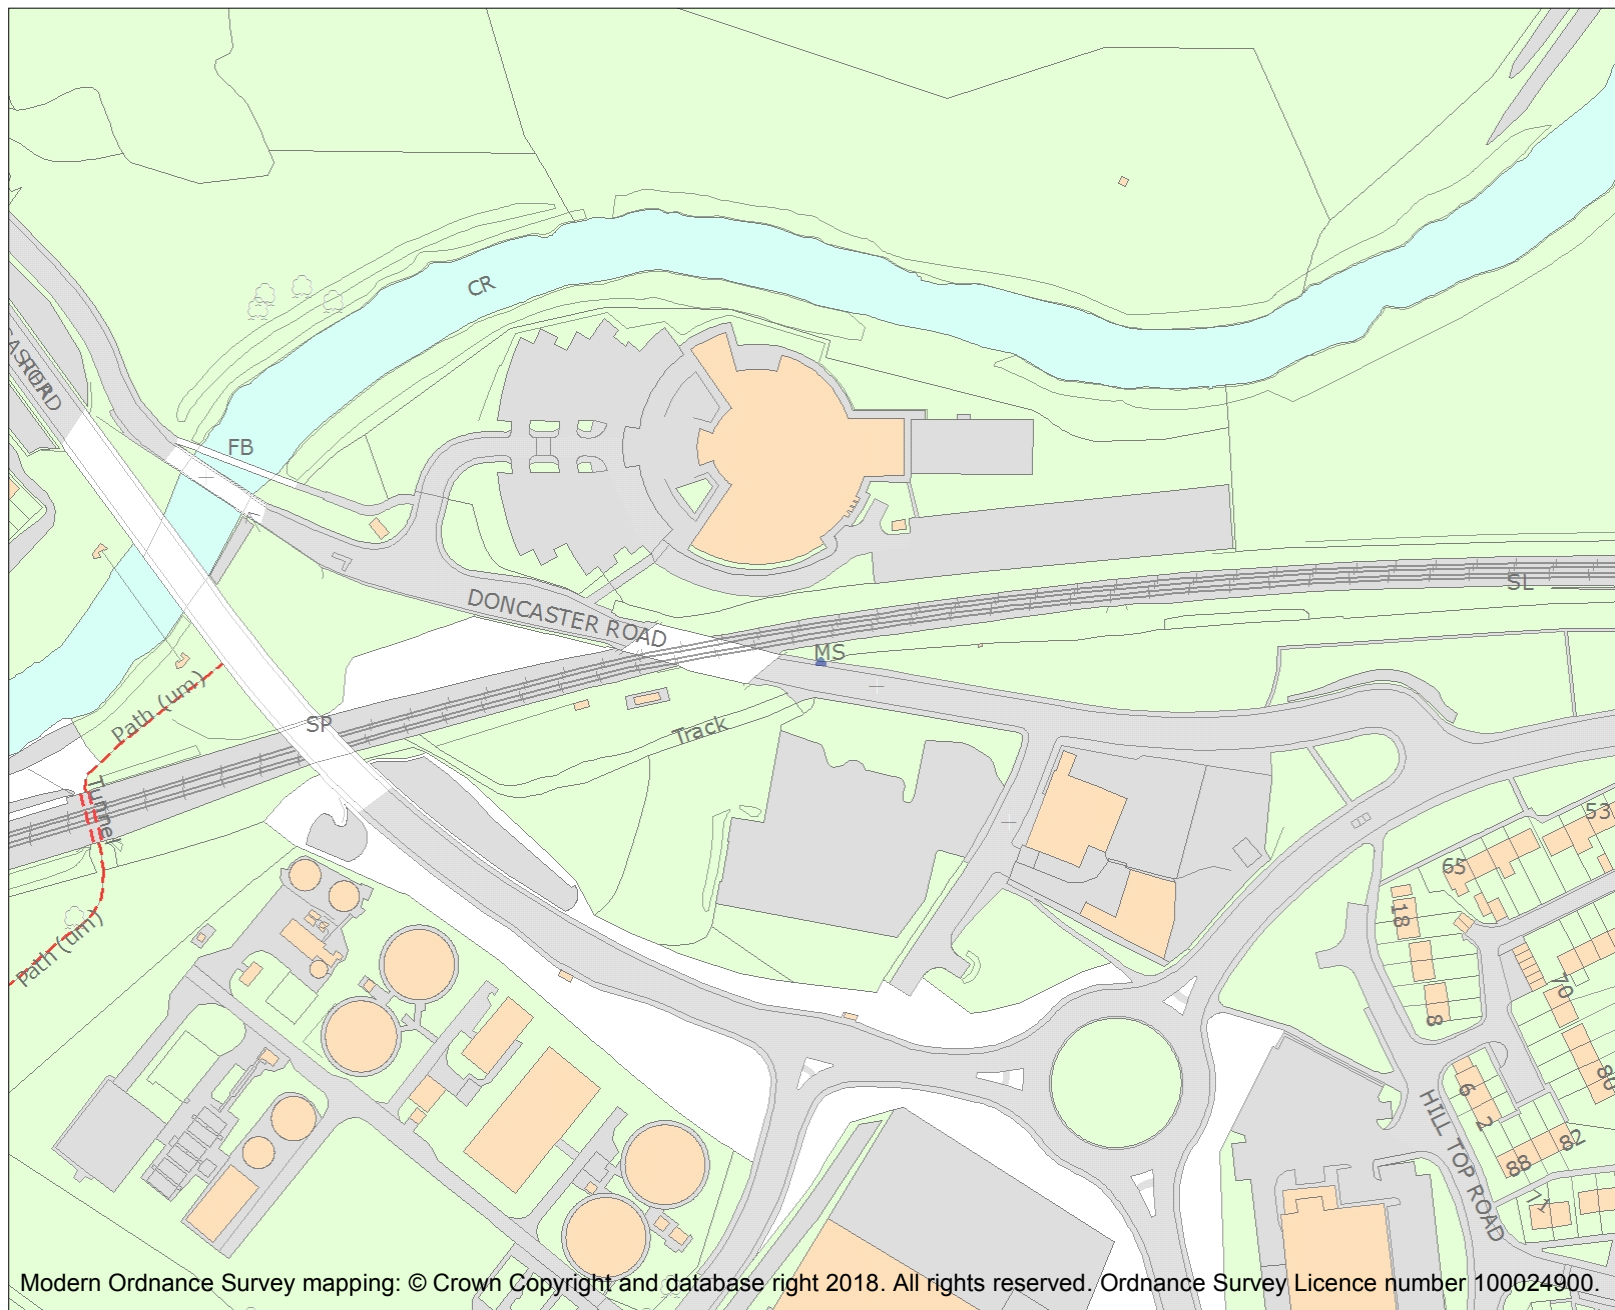 CR
ROAD
FB
DONCASTER ROAD
SL
MS
Path (um)
SP
Track
Tunnel
53
65
18
Path (um)
70
8
80
6
2
HILL TOP ROAD
82
88
71
Modern Ordnance Survey mapping: © Crown Copyright and database right 2018. All rights reserved. Ordnance Survey Licence number 100024900.